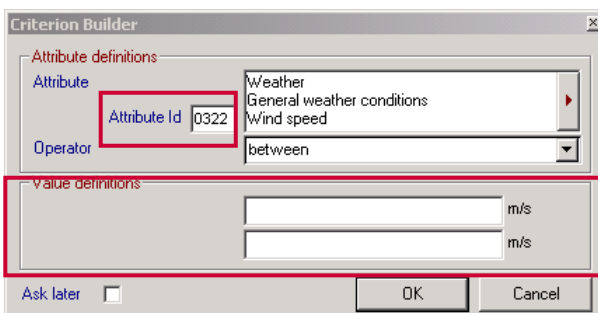 Criterion Builder
Attribute definitions
Attribute
Weather
General weather conditions
Wind speed
Attribute Id 0322
Operator between
Value definitions
m/s
m/s
Ask later OK Cancel